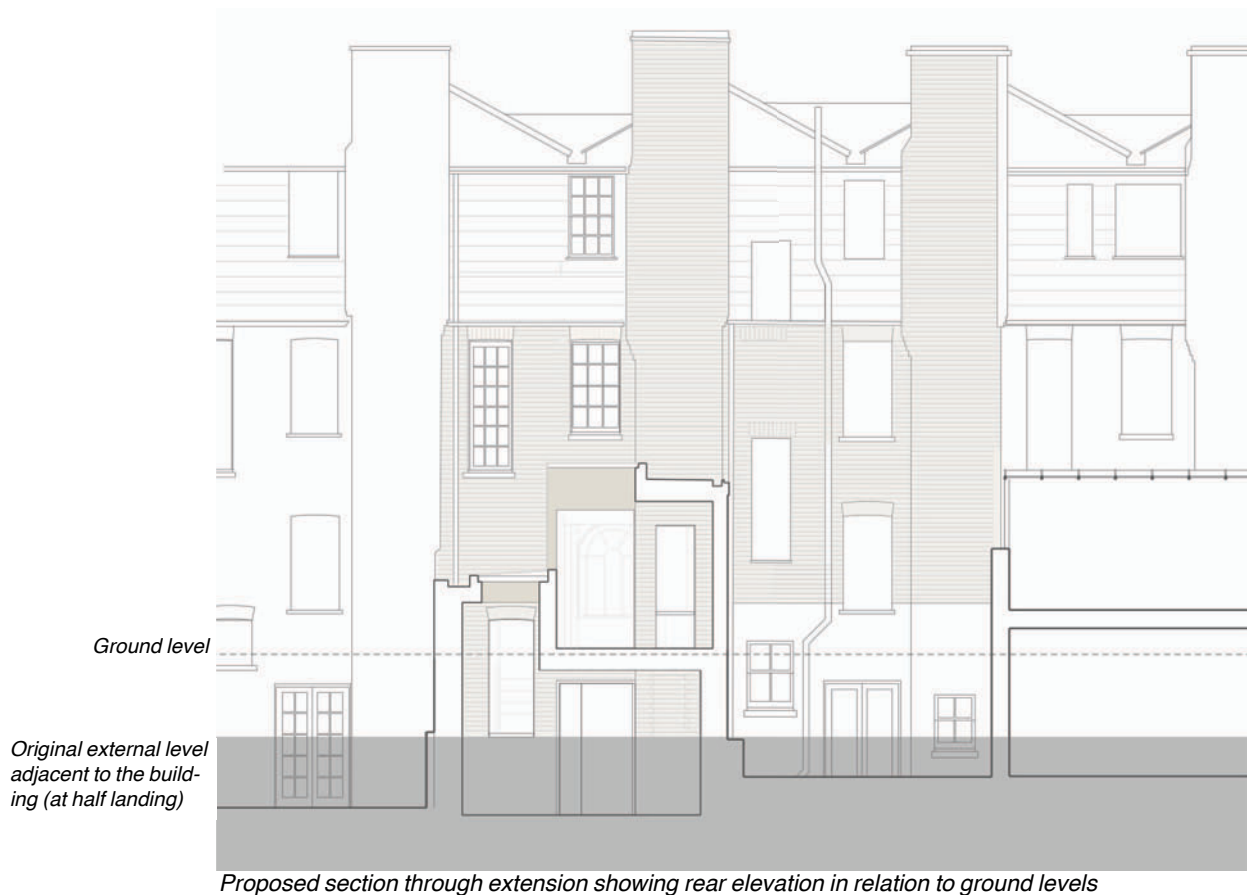 Ground level
Original external level
adjacent to the build-
ing (at half landing)
Proposed section through extension showing rear elevation in relation to ground levels